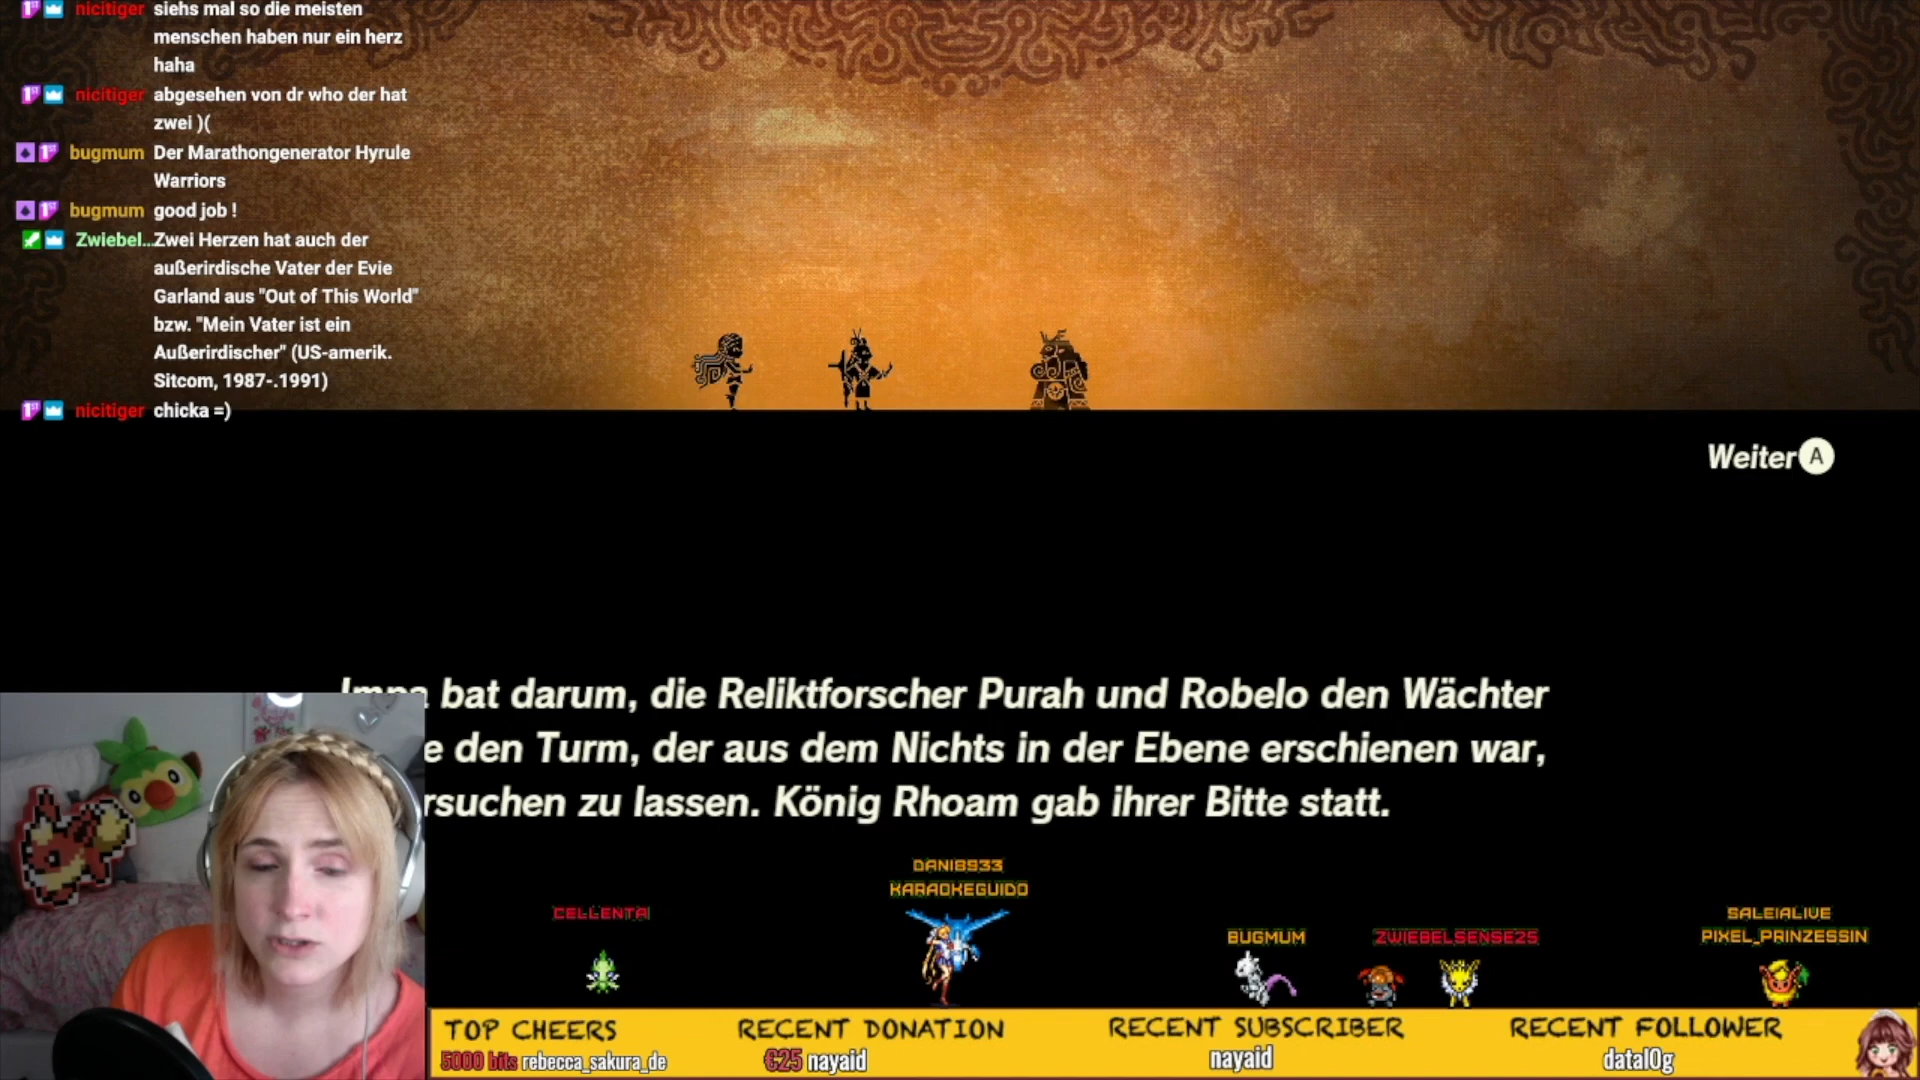 nicitiger siehs mal so die meisten
menschen haben nur ein herz
haha
nicitiger abgesehen von dr who der hat
zwei )(
bugmum Der Marathongenerator Hyrule
Warriors
bugmum good job !
Zwiebel... Zwei Herzen hat auch der
außerirdische Vater der Evie
Garland aus "Out of This World"
bzw. "Mein Vater ist ein
Außerirdischer" (US-amerik.
Sitcom, 1987-.1991)
nicitiger chicka =)
Weiter A
bat darum, die Reliktforscher Purah und Robelo den Wächter
den Turm, der aus dem Nichts in der Ebene erschienen war,
rsuchen zu lassen. König Rhoam gab ihrer Bitte statt.
DANI8933
KARAOKEGUIDO
CELLENTAI
BUGMUM
ZWIEBELSENSE25
SALEIALIVE
PIXEL_PRINZESSIN
TOP CHEERS
5000 bits rebecca_sakura_de
RECENT DONATION
€25 nayaid
RECENT SUBSCRIBER
nayaid
RECENT FOLLOWER
datal0g